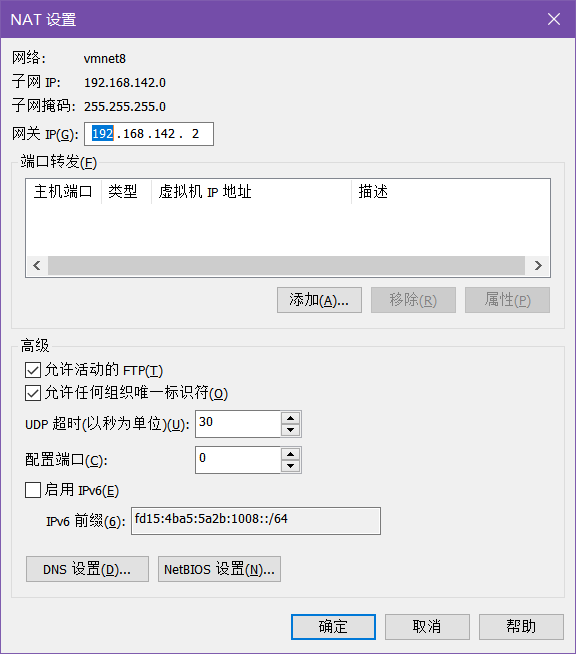 NAT 设置
网络: vmnet8
子网 IP: 192.168.142.0
子网掩码: 255.255.255.0
网关 IP(G): 192 . 168 . 142 . 2
端口转发(F)
主机端口 类型 虚拟机 IP 地址 描述
添加(A)... 移除(R) 属性(P)
高级
允许活动的 FTP(T)
允许任何组织唯一标识符(O)
UDP 超时(以秒为单位)(U): 30
配置端口(C): 0
启用 IPv6(E)
IPv6 前缀(6): fd15:4ba5:5a2b:1008::/64
DNS 设置(D)... NetBIOS 设置(N)...
确定 取消 帮助